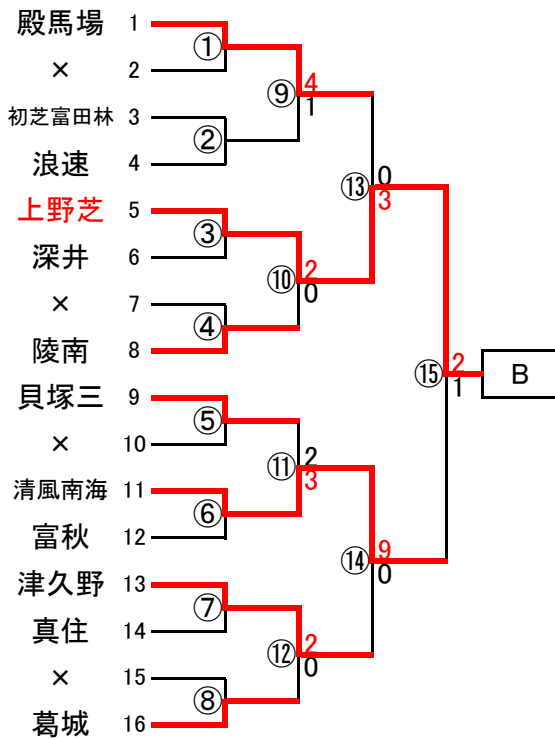 殿馬場 1
①
× 2
4
⑨
1
初芝富田林 3
②
浪速 4
0
⑬
3
上野芝 5
③
深井 6
2
⑩
0
× 7
④
陵南 8
2
⑮
1
B
貝塚三 9
⑤
× 10
2
⑪
3
清風南海 11
⑥
富秋 12
9
⑭
0
津久野 13
⑦
真住 14
2
⑫
0
× 15
⑧
葛城 16